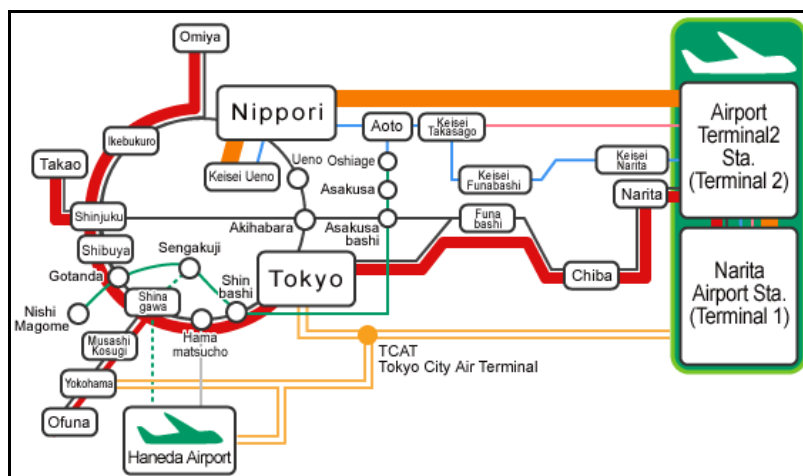 Omiya
Nippori
Airport
Terminal2
Sta.
(Terminal 2)
Ikebukuro
Aoto
Keisei
Takasago
Takao
Keisei Ueno
Ueno
Oshiage
Keisei
Funabashi
Keisei
Narita
Asakusa
Narita
Shinjuku
Akihabara
Asakusa
bashi
Funa
bashi
Shibuya
Sengakuji
Gotanda
Tokyo
Chiba
Narita
Airport Sta.
(Terminal 1)
Shin
bashi
Shina
gawa
Nishi
Magome
Musashi
Kosugi
Hama
matsucho
TCAT
Tokyo City Air Terminal
Yokohama
Ofuna
Haneda Airport